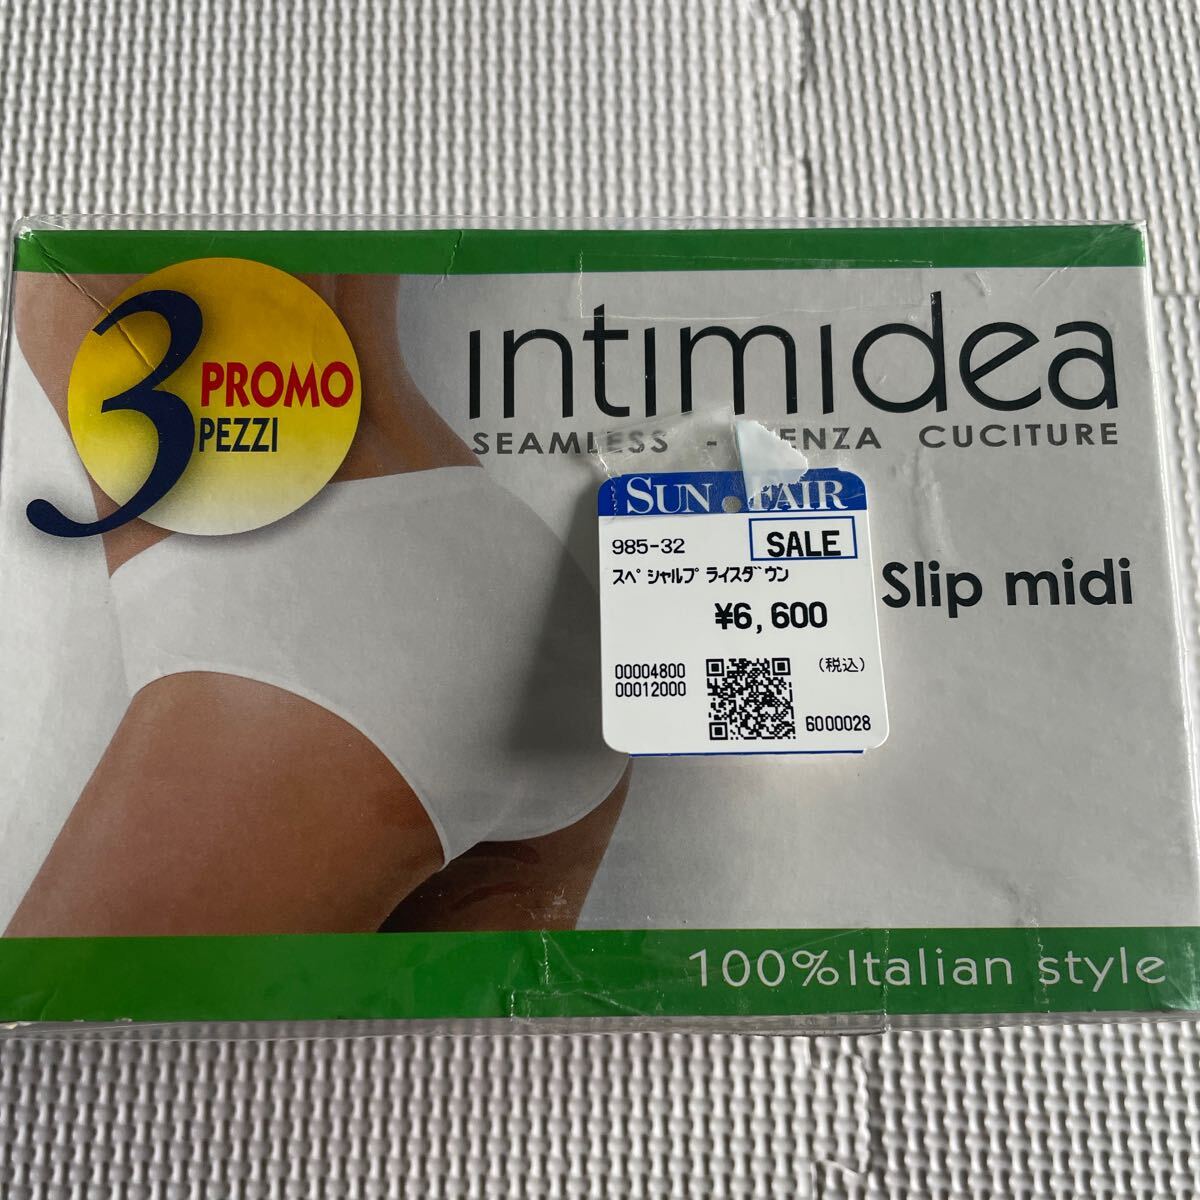 3 PROMO
PEZZI
intimidea
SEAMLESS - SENZA CUCITURE
SUN FAIR
985-32 SALE
スペシャルプライスダウン
¥6,600
00004800 (税込)
00012000
6000028
Slip midi
100%Italian style